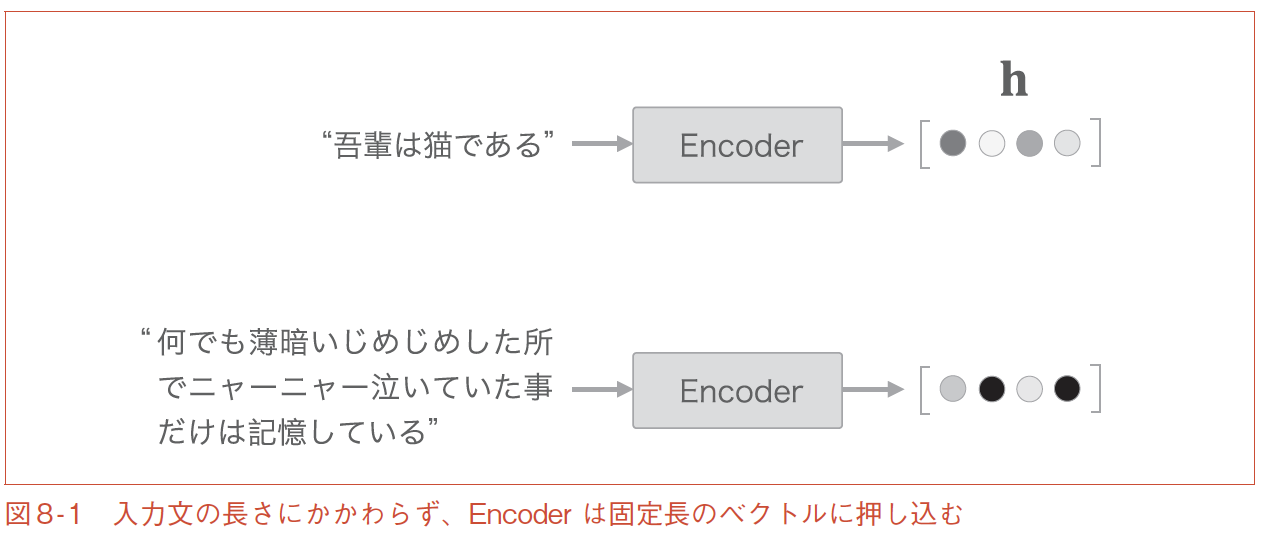 h
“吾輩は猫である”
Encoder
“何でも薄暗いじめじめした所
でニャーニャー泣いていた事
だけは記憶している”
Encoder
図8-1 入力文の長さにかかわらず、Encoder は固定長のベクトルに押し込む